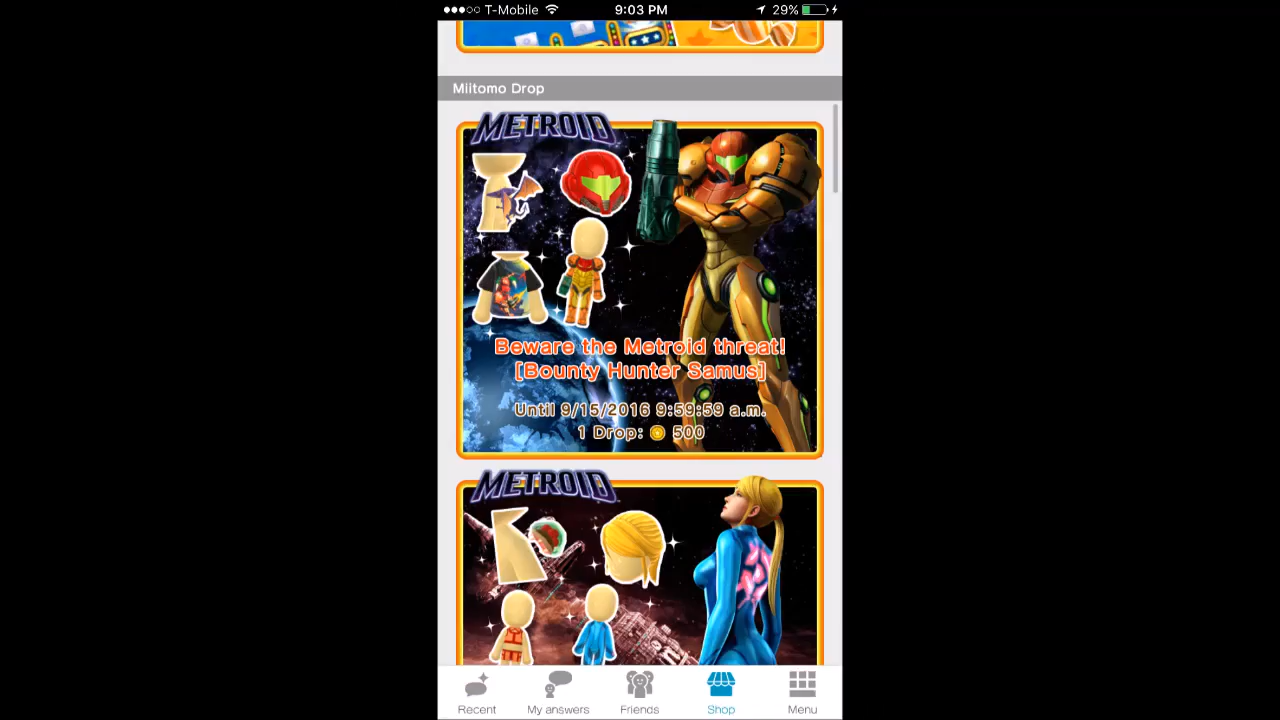 T-Mobile 9:03 PM 29%
Miitomo Drop
METROID
Beware the Metroid threat!
[Bounty Hunter Samus]
Until 9/15/2016 9:59:59 a.m.
1 Drop: 500
METROID
Recent My answers Friends Shop Menu